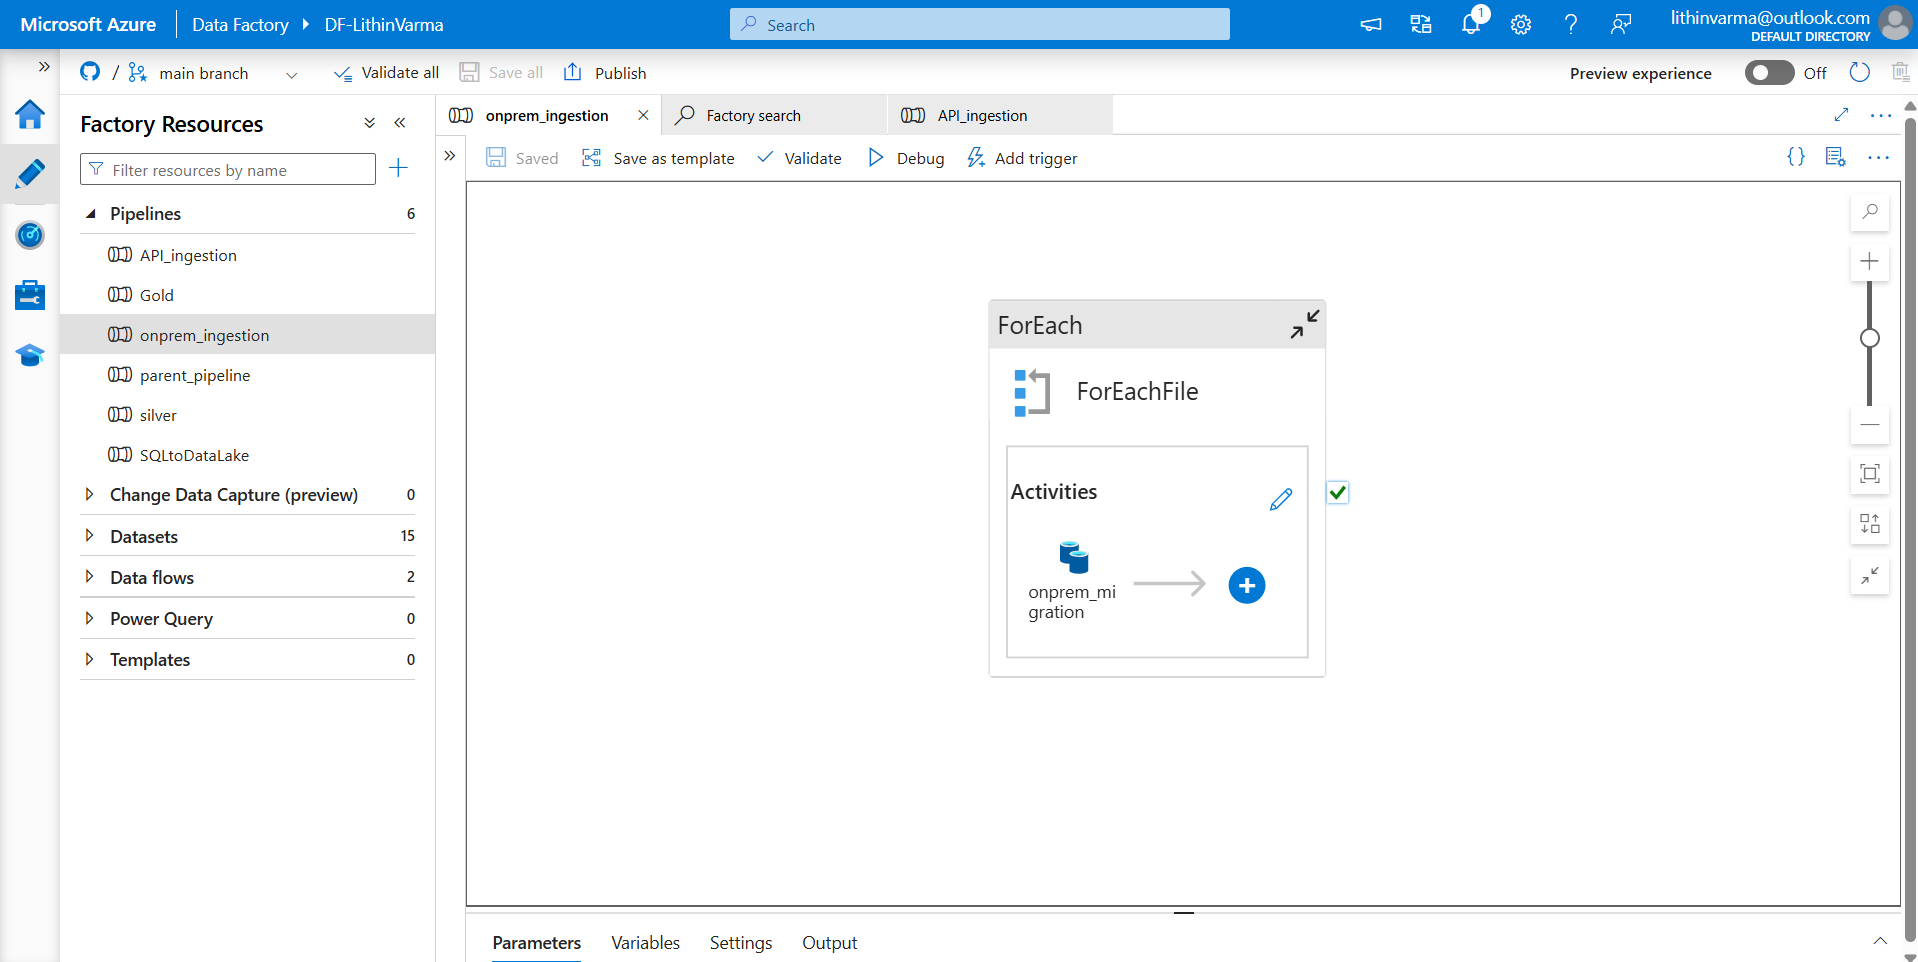 Microsoft Azure
Data Factory
DF-LithinVarma
Search
1
lithinvarma@outlook.com
DEFAULT DIRECTORY
/ main branch
Validate all
Save all
Publish
Preview experience
Off
Factory Resources
Filter resources by name
Pipelines 6
API_ingestion
Gold
onprem_ingestion
parent_pipeline
silver
SQLtoDataLake
Change Data Capture (preview) 0
Datasets 15
Data flows 2
Power Query 0
Templates 0
onprem_ingestion
Factory search
API_ingestion
Saved
Save as template
Validate
Debug
Add trigger
ForEach
ForEachFile
Activities
onprem_mi
gration
Parameters
Variables
Settings
Output